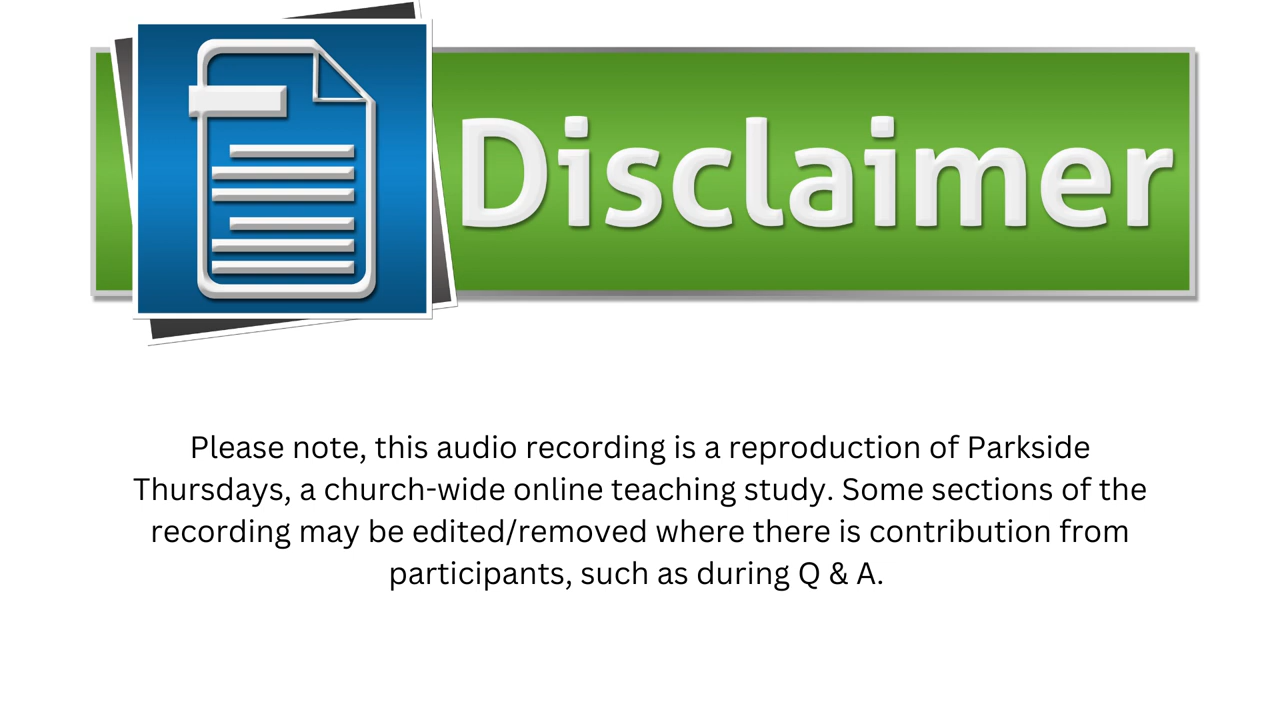 Disclaimer
Please note, this audio recording is a reproduction of Parkside
Thursdays, a church-wide online teaching study. Some sections of the
recording may be edited/removed where there is contribution from
participants, such as during Q & A.